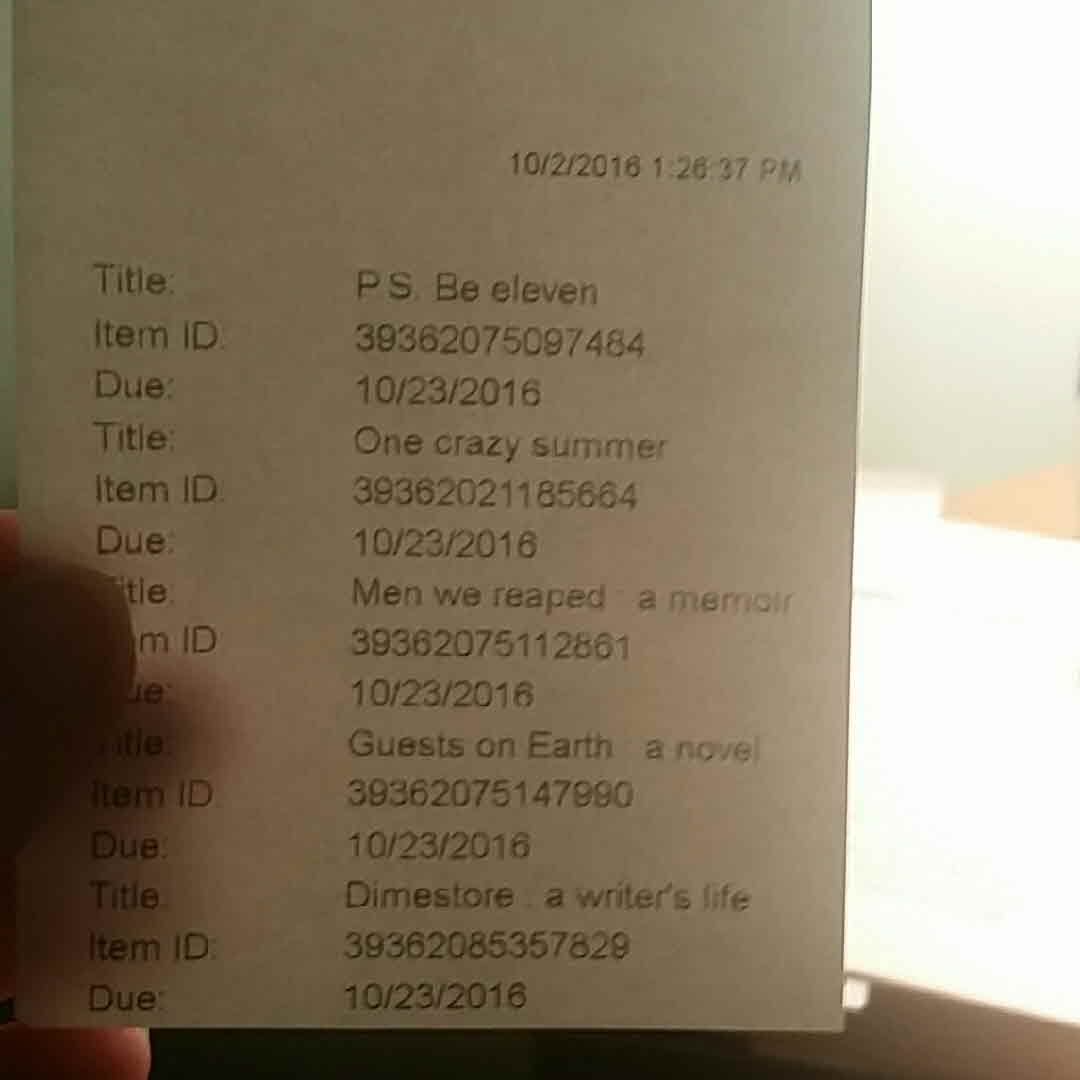 10/2/2016 1:26:37 PM
Title: P.S. Be eleven
Item ID: 39362075097484
Due: 10/23/2016
Title: One crazy summer
Item ID: 39362021185664
Due: 10/23/2016
itle: Men we reaped : a memoir
m ID 39362075112861
ue: 10/23/2016
itle: Guests on Earth : a novel
Item ID 39362075147990
Due: 10/23/2016
Title: Dimestore : a writer's life
Item ID: 39362085357829
Due: 10/23/2016